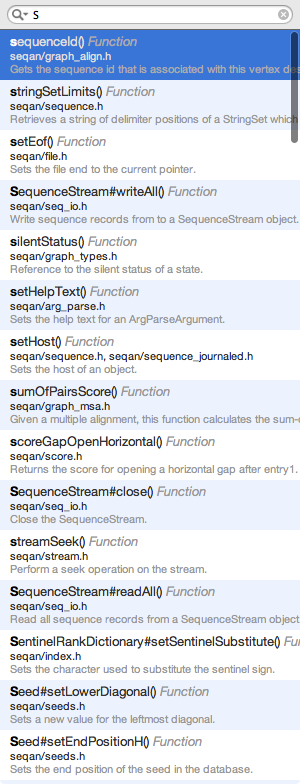 S
sequenceId() Function
seqan/graph_align.h
Gets the sequence id that is associated with this vertex des
stringSetLimits() Function
seqan/sequence.h
Retrieves a string of delimiter positions of a StringSet which
setEof() Function
seqan/file.h
Sets the file end to the current pointer.
SequenceStream#writeAll() Function
seqan/seq_io.h
Write sequence records from to a SequenceStream object.
silentStatus() Function
seqan/graph_types.h
Reference to the silent status of a state.
setHelpText() Function
seqan/arg_parse.h
Sets the help text for an ArgParseArgument.
setHost() Function
seqan/sequence.h, seqan/sequence_journaled.h
Sets the host of an object.
sumOfPairsScore() Function
seqan/graph_msa.h
Given a multiple alignment, this function calculates the sum-o
scoreGapOpenHorizontal() Function
seqan/score.h
Returns the score for opening a horizontal gap after entry1.
SequenceStream#close() Function
seqan/seq_io.h
Close the SequenceStream.
streamSeek() Function
seqan/stream.h
Perform a seek operation on the stream.
SequenceStream#readAll() Function
seqan/seq_io.h
Read all sequence records from a SequenceStream object
SentinelRankDictionary#setSentinelSubstitute() Fu
seqan/index.h
Sets the character used to substitute the sentinel sign.
Seed#setLowerDiagonal() Function
seqan/seeds.h
Sets a new value for the leftmost diagonal.
Seed#setEndPositionH() Function
seqan/seeds.h
Sets the end position of the seed in the database.